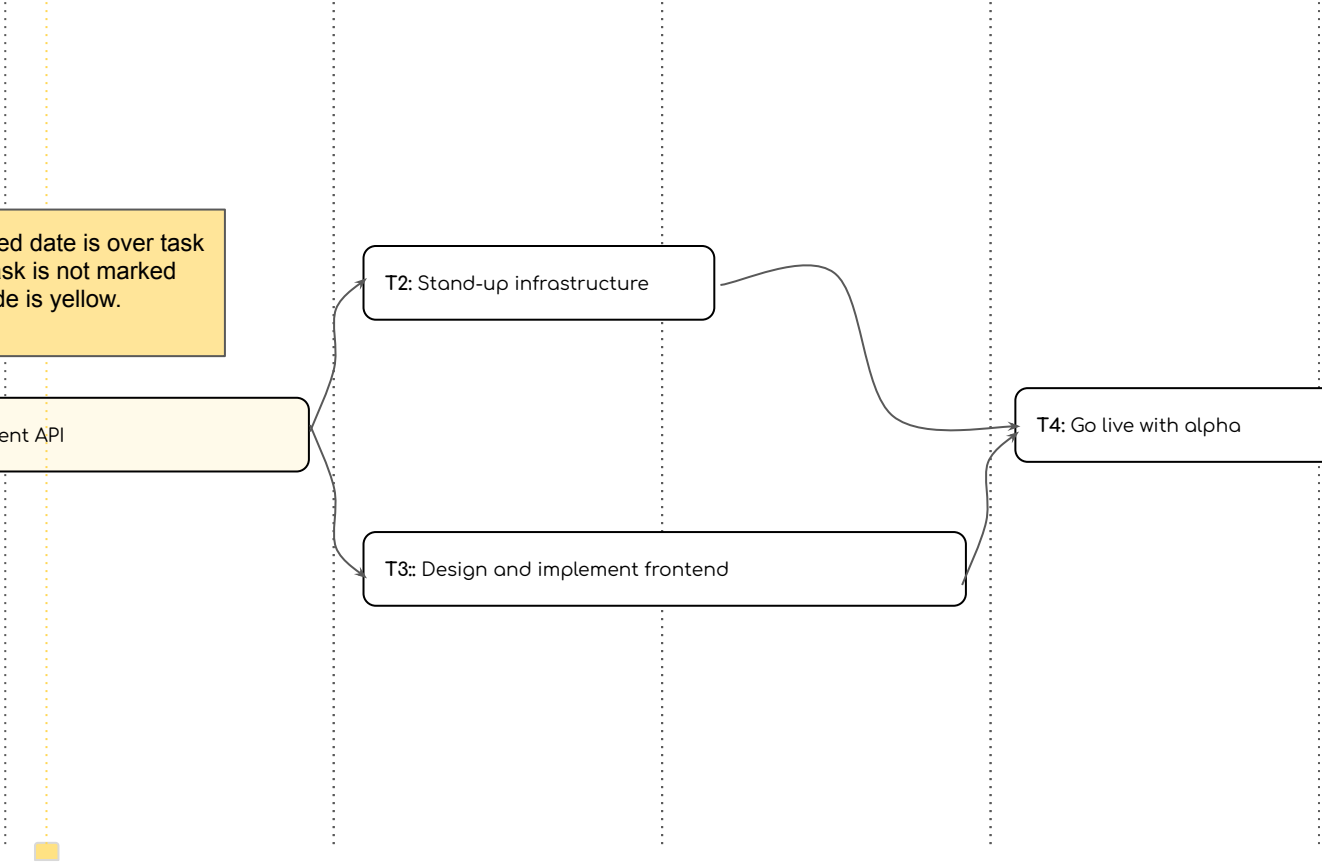 ed date is over task
ask is not marked
de is yellow.
T2: Stand-up infrastructure
ent API
T4: Go live with alpha
T3:: Design and implement frontend